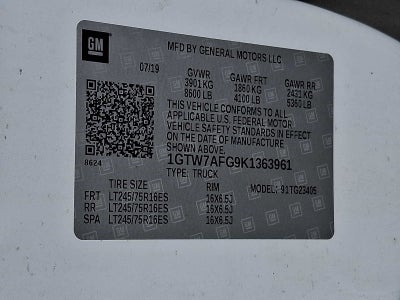 GM
MFD BY GENERAL MOTORS LLC
07/19
GVWR GAWR FRT GAWR RR
3901 KG 1860 KG 2431 KG
8600 LB 4100 LB 5360 LB
THIS VEHICLE CONFORMS TO ALL
APPLICABLE U.S. FEDERAL MOTOR
VEHICLE SAFETY STANDARDS IN EFFECT
ON THE DATE OF MANUFACTURE
SHOWN ABOVE.
8624
1GTW7AFG9K1363961
TYPE: TRUCK
TIRE SIZE RIM MODEL: 91TG23405
FRT LT245/75R16ES 16X6.5J
RR LT245/75R16ES 16X6.5J
SPA LT245/75R16ES 16X6.5J